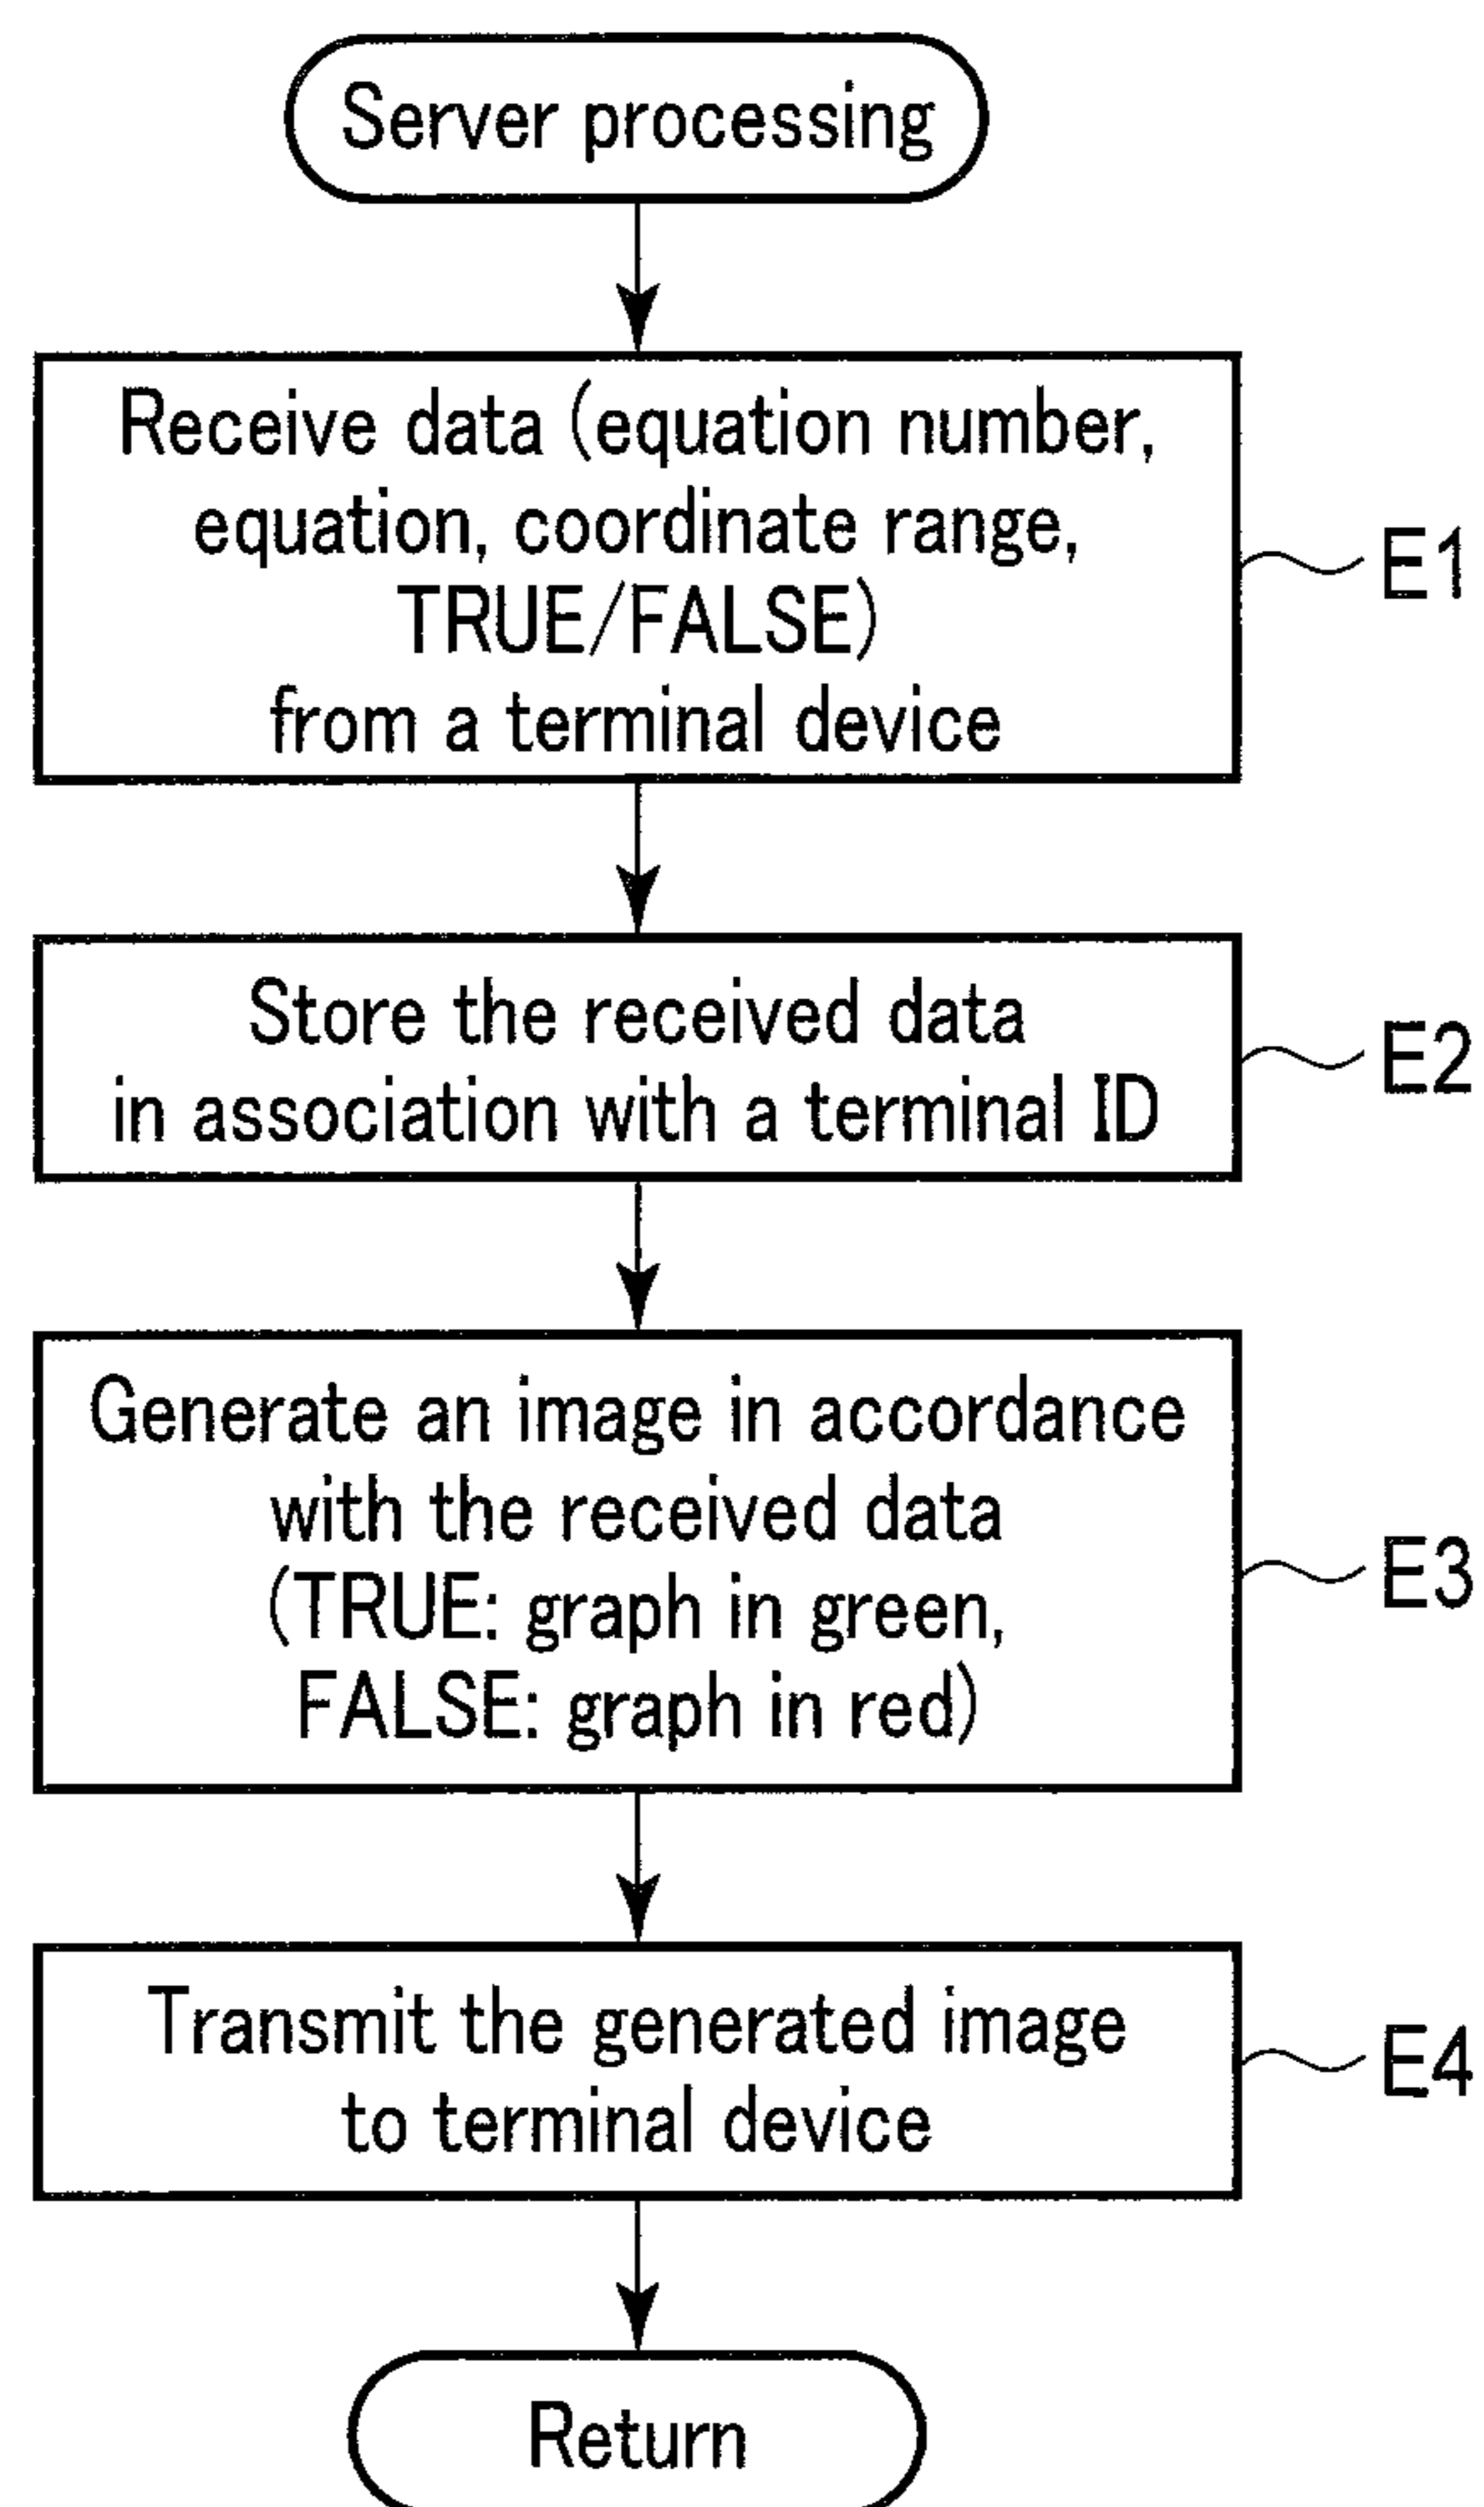 Server processing
Receive data (equation number,
equation, coordinate range,
TRUE/FALSE)
from a terminal device
E1
Store the received data
in association with a terminal ID
E2
Generate an image in accordance
with the received data
(TRUE: graph in green,
FALSE: graph in red)
E3
Transmit the generated image
to terminal device
E4
Return